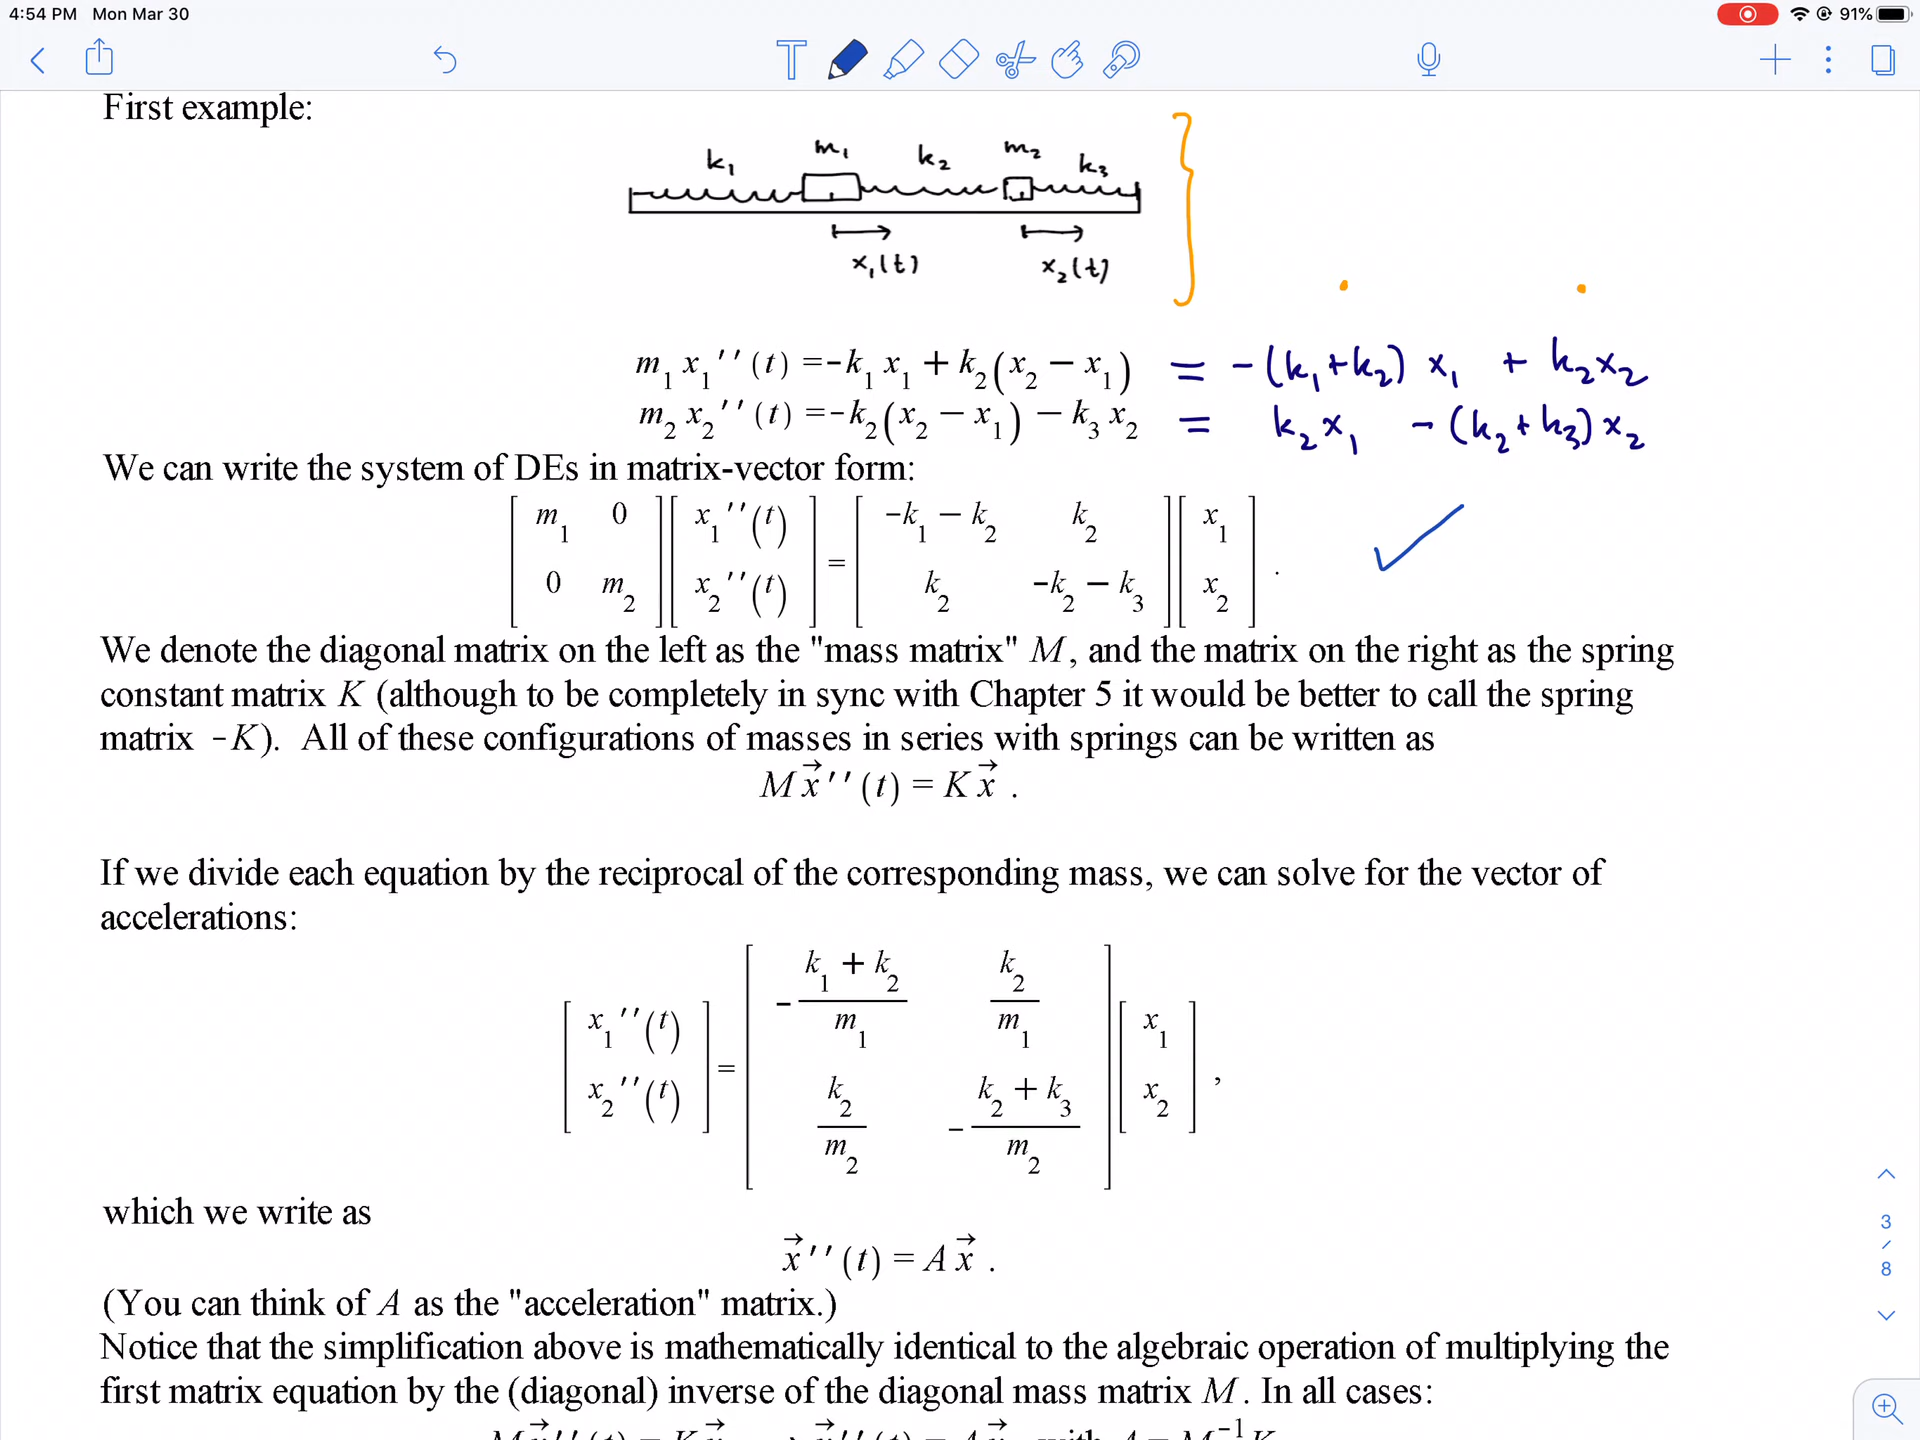 4:54 PM Mon Mar 30 91%
First example:
k₁ m₁ k₂ m₂ k₃
x₁(t) x₂(t)
m₁ x₁''(t) = -k₁ x₁ + k₂(x₂ - x₁) = -(k₁+k₂) x₁ + k₂x₂
m₂ x₂''(t) = -k₂(x₂ - x₁) - k₃ x₂ = k₂x₁ - (k₂+k₃)x₂
We can write the system of DEs in matrix-vector form:
[m₁ 0] [x₁''(t)] = [-k₁ - k₂ k₂] [x₁]
[0 m₂] [x₂''(t)] [k₂ -k₂ - k₃] [x₂] .
We denote the diagonal matrix on the left as the "mass matrix" M, and the matrix on the right as the spring
constant matrix K (although to be completely in sync with Chapter 5 it would be better to call the spring
matrix -K). All of these configurations of masses in series with springs can be written as
M x⃗''(t) = K x⃗ .
If we divide each equation by the reciprocal of the corresponding mass, we can solve for the vector of
accelerations:
[x₁''(t)] = [-(k₁ + k₂)/m₁ k₂/m₁] [x₁]
[x₂''(t)] [k₂/m₂ -(k₂ + k₃)/m₂] [x₂] ,
which we write as
x⃗''(t) = A x⃗ .
(You can think of A as the "acceleration" matrix.)
Notice that the simplification above is mathematically identical to the algebraic operation of multiplying the
first matrix equation by the (diagonal) inverse of the diagonal mass matrix M. In all cases:
3
/
8